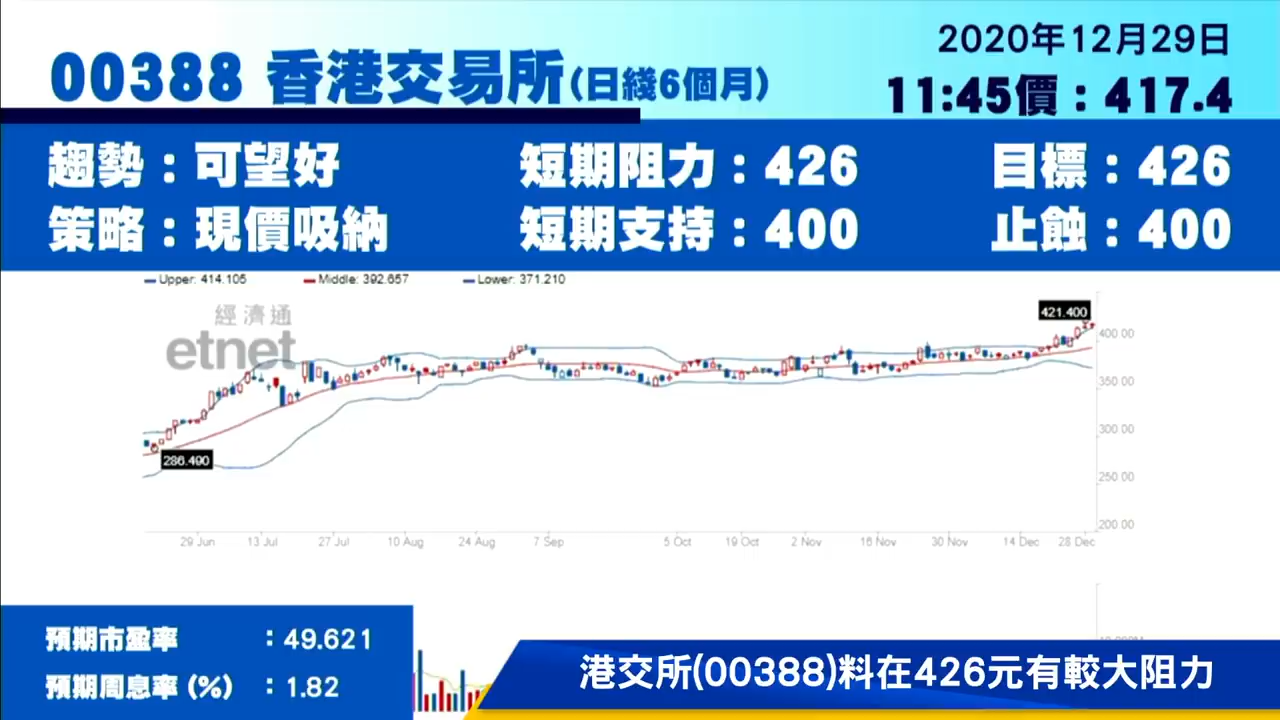 00388 香港交易所(日綫6個月)
2020年12月29日
11:45價：417.4
趨勢：可望好
短期阻力：426
目標：426
策略：現價吸納
短期支持：400
止蝕：400
Upper: 414.105
Middle: 392.657
Lower: 371.210
經濟通
etnet
421.400
286.490
400.00
350.00
300.00
250.00
200.00
29 Jun
13 Jul
27 Jul
10 Aug
24 Aug
7 Sep
5 Oct
19 Oct
2 Nov
16 Nov
30 Nov
14 Dec
28 Dec
預期市盈率 ：49.621
預期周息率 (%) ：1.82
港交所(00388)料在426元有較大阻力